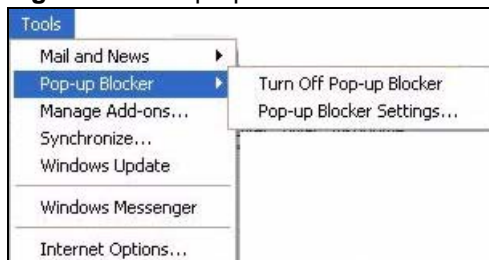 Tools
Mail and News
Pop-up Blocker
Turn Off Pop-up Blocker
Manage Add-ons...
Pop-up Blocker Settings...
Synchronize...
Windows Update
Windows Messenger
Internet Options...